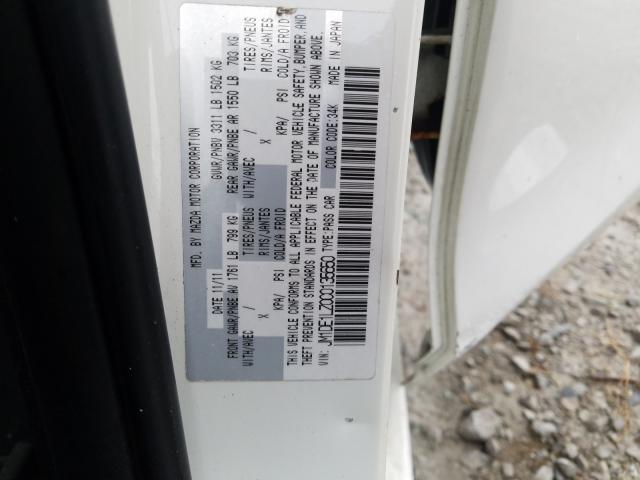 MFD. BY MAZDA MOTOR CORPORATION
11/11 GVWR/PNBV 3311 LB 1502 KG
FRONT GAWR/PNBE AV 1761 LB 799 KG REAR GAWR/PNBE AR 1550 LB 703 KG
WITH/AVEC / TIRES/PNEUS WITH/AVEC / TIRES/PNEUS
X RIMS/JANTES X RIMS/JANTES
KPA/ PSI COLD/A FROID KPA/ PSI COLD/A FROID
THIS VEHICLE CONFORMS TO ALL APPLICABLE FEDERAL MOTOR VEHICLE SAFETY, BUMPER, AND
THEFT PREVENTION STANDARDS IN EFFECT ON THE DATE OF MANUFACTURE SHOWN ABOVE.
VIN: JM1DE1LZ0C0135650 TYPE:PASS CAR COLOR CODE:34K MADE IN JAPAN